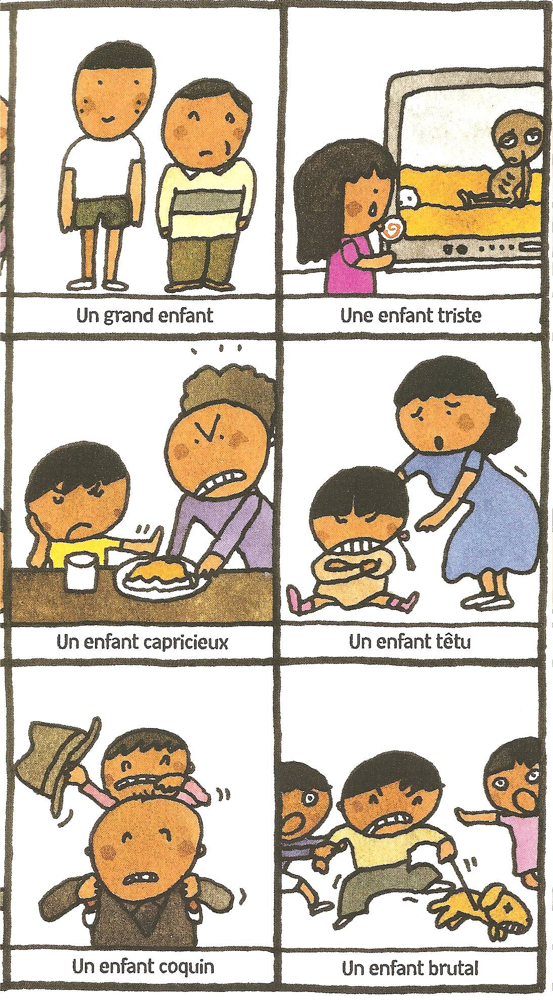 Un grand enfant
Une enfant triste
Un enfant capricieux
Un enfant têtu
Un enfant coquin
Un enfant brutal